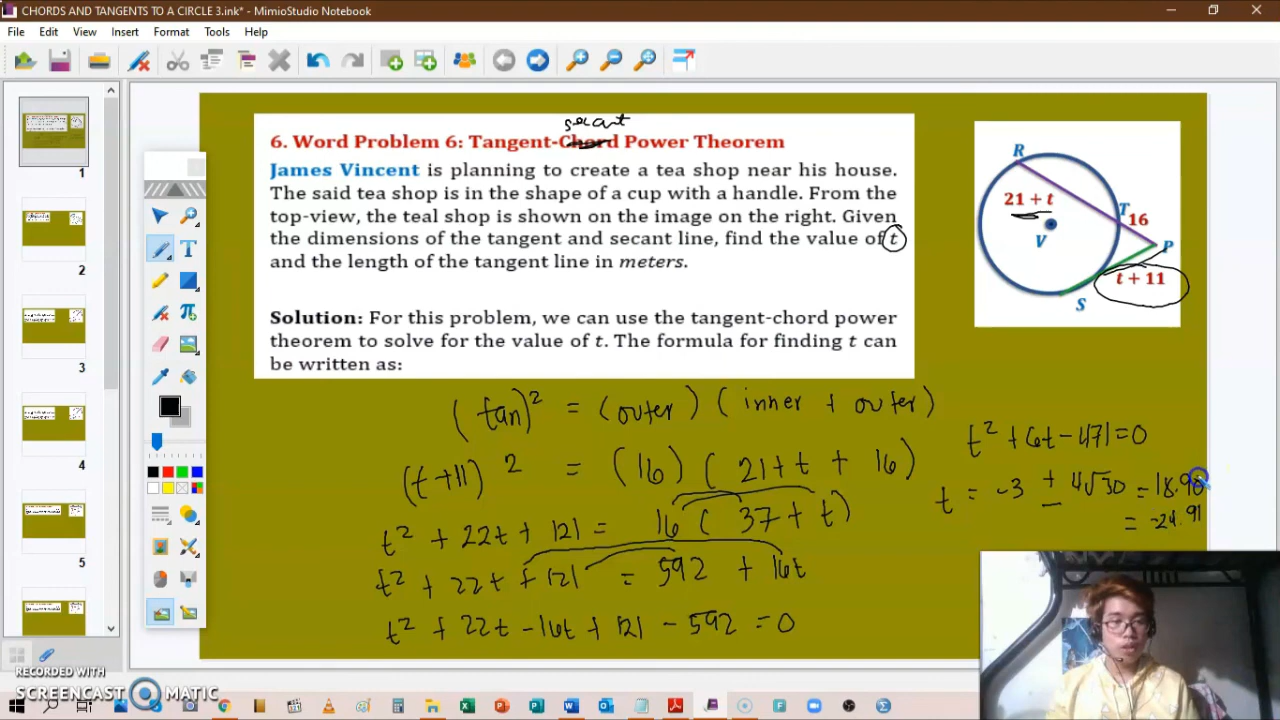 CHORDS AND TANGENTS TO A CIRCLE 3.ink* - MimioStudio Notebook
File Edit View Insert Format Tools Help
1
2
3
4
5
secant
6. Word Problem 6: Tangent-Chord Power Theorem
James Vincent is planning to create a tea shop near his house.
The said tea shop is in the shape of a cup with a handle. From the
top-view, the teal shop is shown on the image on the right. Given
the dimensions of the tangent and secant line, find the value of t
and the length of the tangent line in meters.
Solution: For this problem, we can use the tangent-chord power
theorem to solve for the value of t. The formula for finding t can
be written as:
R
21 + t
T
16
V
P
t + 11
S
(tan)² = (outer) (inner + outer)
(t+11)² = (16) (21+t + 16)
t² + 22t + 121 = 16 (37 + t)
t² + 22t + 121 = 592 + 16t
t² + 22t - 16t + 121 - 592 = 0
t² + 6t - 471 = 0
t = -3 ± 4√30 = 18.90
= -24.91
RECORDED WITH
SCREENCAST MATIC